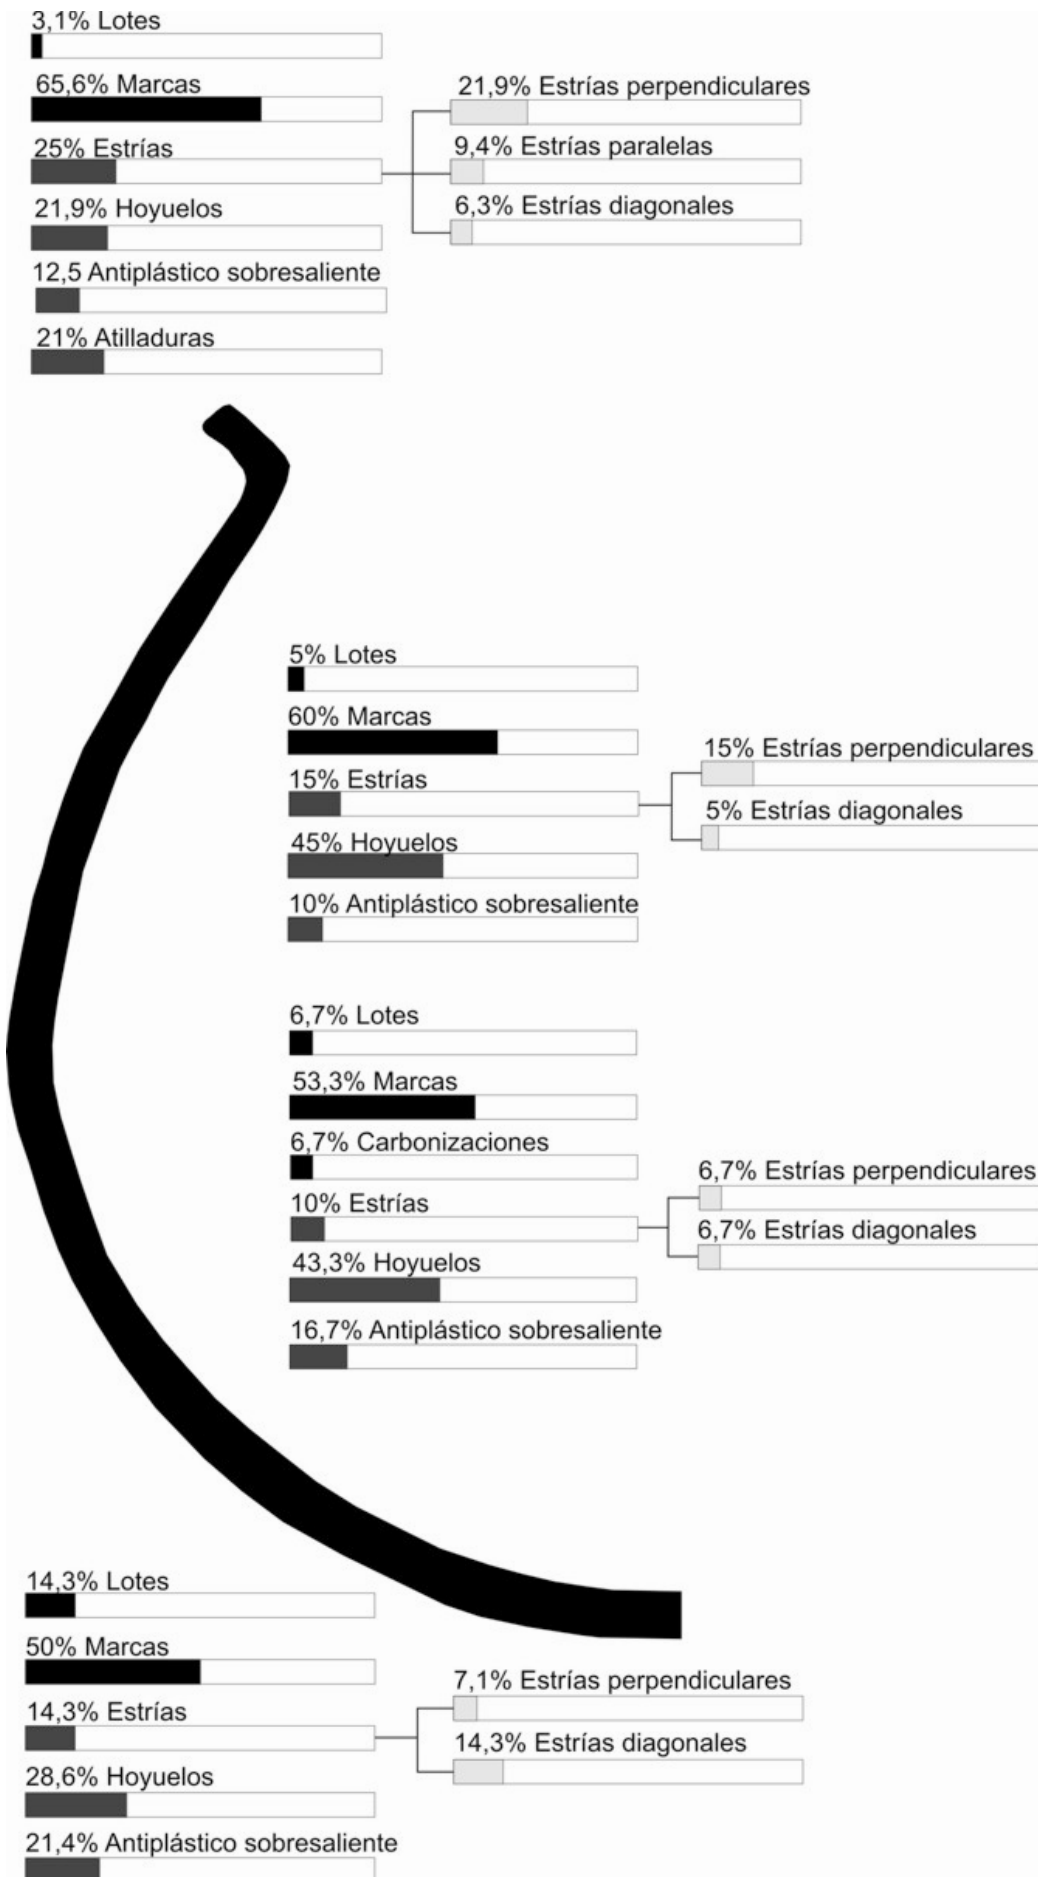 3,1% Lotes
65,6% Marcas
21,9% Estrías perpendiculares
25% Estrías
9,4% Estrías paralelas
21,9% Hoyuelos
6,3% Estrías diagonales
12,5 Antiplástico sobresaliente
21% Atilladuras
5% Lotes
60% Marcas
15% Estrías perpendiculares
15% Estrías
5% Estrías diagonales
45% Hoyuelos
10% Antiplástico sobresaliente
6,7% Lotes
53,3% Marcas
6,7% Carbonizaciones
6,7% Estrías perpendiculares
10% Estrías
6,7% Estrías diagonales
43,3% Hoyuelos
16,7% Antiplástico sobresaliente
14,3% Lotes
50% Marcas
7,1% Estrías perpendiculares
14,3% Estrías
14,3% Estrías diagonales
28,6% Hoyuelos
21,4% Antiplástico sobresaliente